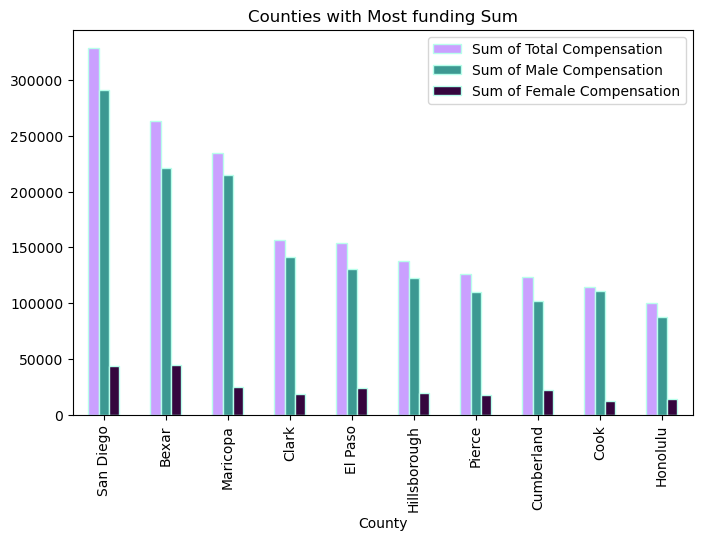 Counties with Most funding Sum
Sum of Total Compensation
Sum of Male Compensation
Sum of Female Compensation
300000
250000
200000
150000
100000
50000
0
San Diego
Bexar
Maricopa
Clark
El Paso
Hillsborough
Pierce
Cumberland
Cook
Honolulu
County